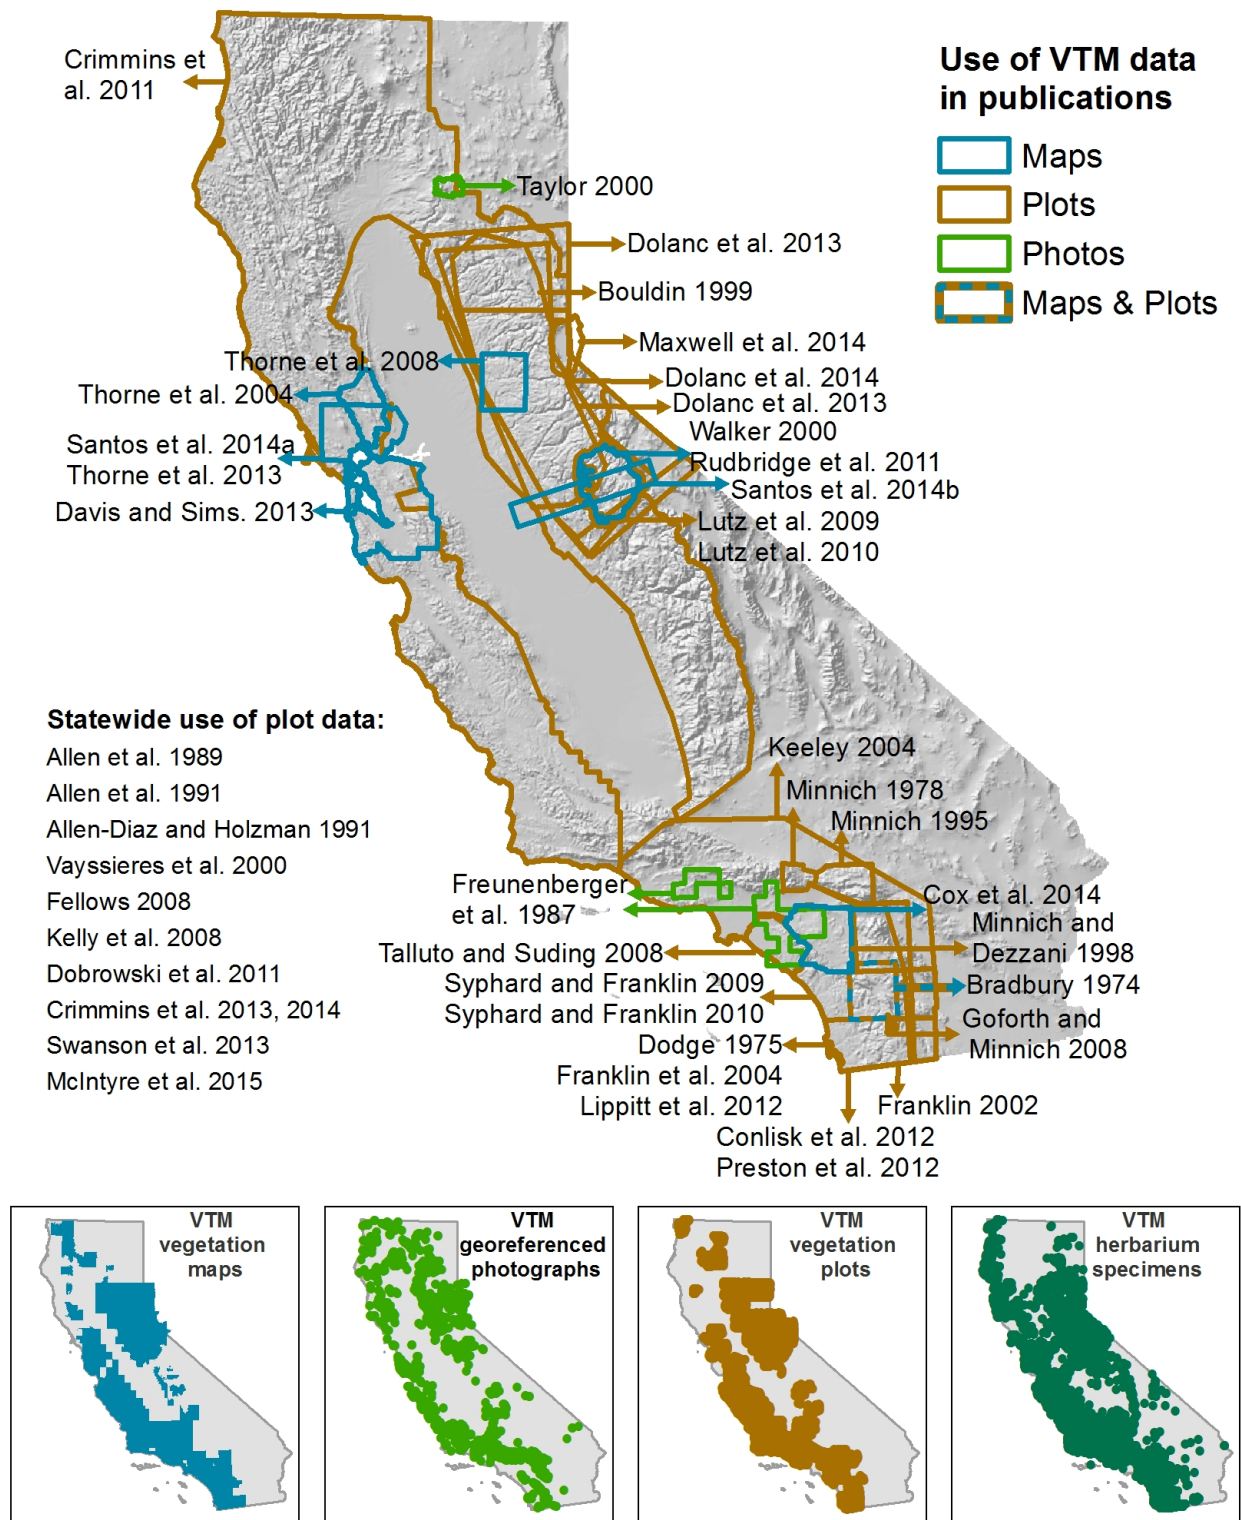 Crimmins et
al. 2011
Use of VTM data
in publications
Maps
Plots
Photos
Maps & Plots
Taylor 2000
Dolanc et al. 2013
Bouldin 1999
Maxwell et al. 2014
Thorne et al. 2008
Dolanc et al. 2014
Thorne et al. 2004
Dolanc et al. 2013
Walker 2000
Santos et al. 2014a
Rudbridge et al. 2011
Thorne et al. 2013
Santos et al. 2014b
Davis and Sims. 2013
Lutz et al. 2009
Lutz et al. 2010
Statewide use of plot data:
Allen et al. 1989
Allen et al. 1991
Allen-Diaz and Holzman 1991
Vayssieres et al. 2000
Fellows 2008
Kelly et al. 2008
Dobrowski et al. 2011
Crimmins et al. 2013, 2014
Swanson et al. 2013
McIntyre et al. 2015
Keeley 2004
Minnich 1978
Minnich 1995
Freunenberger
et al. 1987
Cox et al. 2014
Minnich and
Dezzani 1998
Talluto and Suding 2008
Syphard and Franklin 2009
Bradbury 1974
Syphard and Franklin 2010
Goforth and
Minnich 2008
Dodge 1975
Franklin et al. 2004
Lippitt et al. 2012
Franklin 2002
Conlisk et al. 2012
Preston et al. 2012
VTM
vegetation
maps
VTM
georeferenced
photographs
VTM
vegetation
plots
VTM
herbarium
specimens